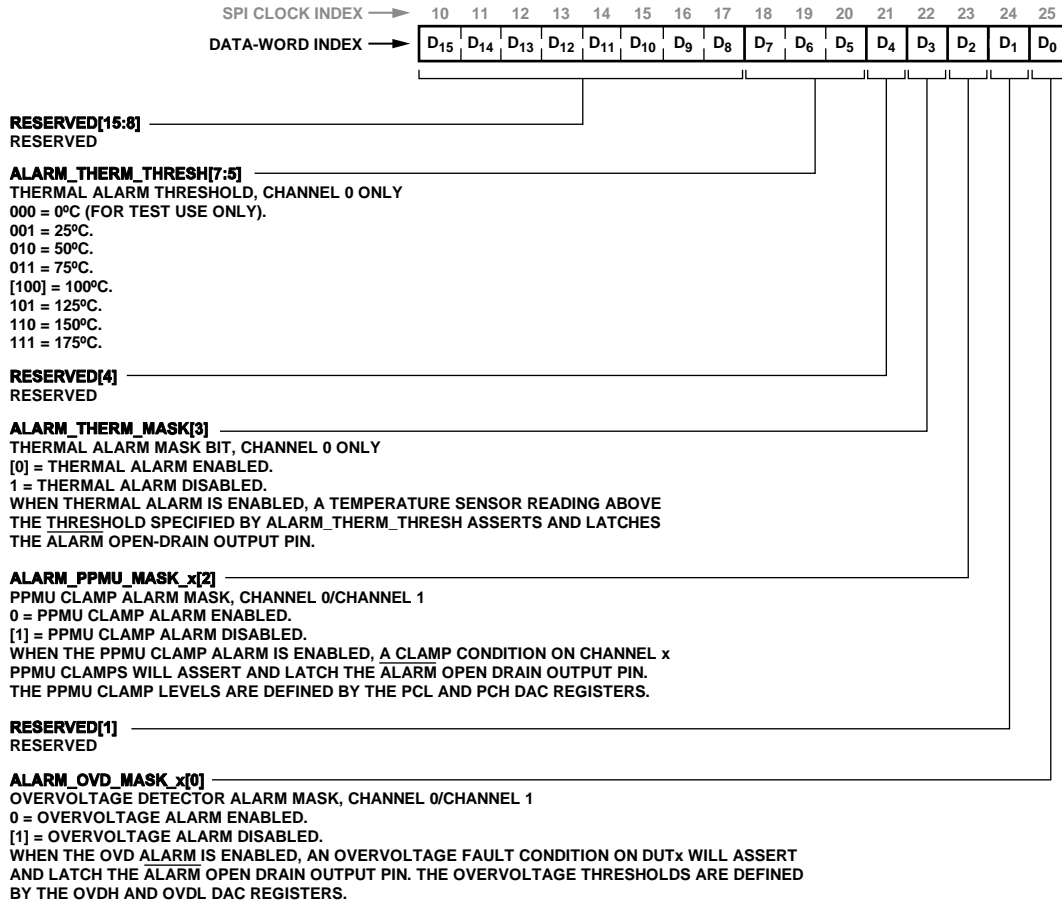 SPI CLOCK INDEX 10 11 12 13 14 15 16 17 18 19 20 21 22 23 24 25
DATA-WORD INDEX D15 D14 D13 D12 D11 D10 D9 D8 D7 D6 D5 D4 D3 D2 D1 D0
RESERVED[15:8]
RESERVED
ALARM_THERM_THRESH[7:5]
THERMAL ALARM THRESHOLD, CHANNEL 0 ONLY
000 = 0ºC (FOR TEST USE ONLY).
001 = 25ºC.
010 = 50ºC.
011 = 75ºC.
[100] = 100ºC.
101 = 125ºC.
110 = 150ºC.
111 = 175ºC.
RESERVED[4]
RESERVED
ALARM_THERM_MASK[3]
THERMAL ALARM MASK BIT, CHANNEL 0 ONLY
[0] = THERMAL ALARM ENABLED.
1 = THERMAL ALARM DISABLED.
WHEN THERMAL ALARM IS ENABLED, A TEMPERATURE SENSOR READING ABOVE
THE THRESHOLD SPECIFIED BY ALARM_THERM_THRESH ASSERTS AND LATCHES
THE ALARM OPEN-DRAIN OUTPUT PIN.
ALARM_PPMU_MASK_x[2]
PPMU CLAMP ALARM MASK, CHANNEL 0/CHANNEL 1
0 = PPMU CLAMP ALARM ENABLED.
[1] = PPMU CLAMP ALARM DISABLED.
WHEN THE PPMU CLAMP ALARM IS ENABLED, A CLAMP CONDITION ON CHANNEL x
PPMU CLAMPS WILL ASSERT AND LATCH THE ALARM OPEN DRAIN OUTPUT PIN.
THE PPMU CLAMP LEVELS ARE DEFINED BY THE PCL AND PCH DAC REGISTERS.
RESERVED[1]
RESERVED
ALARM_OVD_MASK_x[0]
OVERVOLTAGE DETECTOR ALARM MASK, CHANNEL 0/CHANNEL 1
0 = OVERVOLTAGE ALARM ENABLED.
[1] = OVERVOLTAGE ALARM DISABLED.
WHEN THE OVD ALARM IS ENABLED, AN OVERVOLTAGE FAULT CONDITION ON DUTx WILL ASSERT
AND LATCH THE ALARM OPEN DRAIN OUTPUT PIN. THE OVERVOLTAGE THRESHOLDS ARE DEFINED
BY THE OVDH AND OVDL DAC REGISTERS.